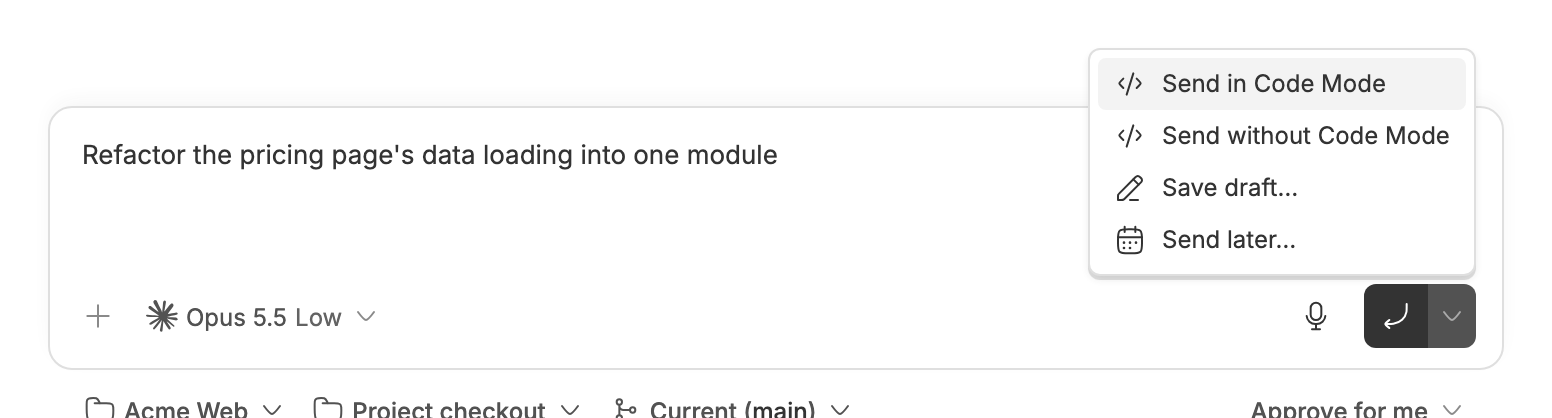 Send in Code Mode
Send without Code Mode
Save draft...
Send later...
Refactor the pricing page's data loading into one module
Opus 5.5 Low
Acme Web
Project checkout
Current (main)
Approve for me